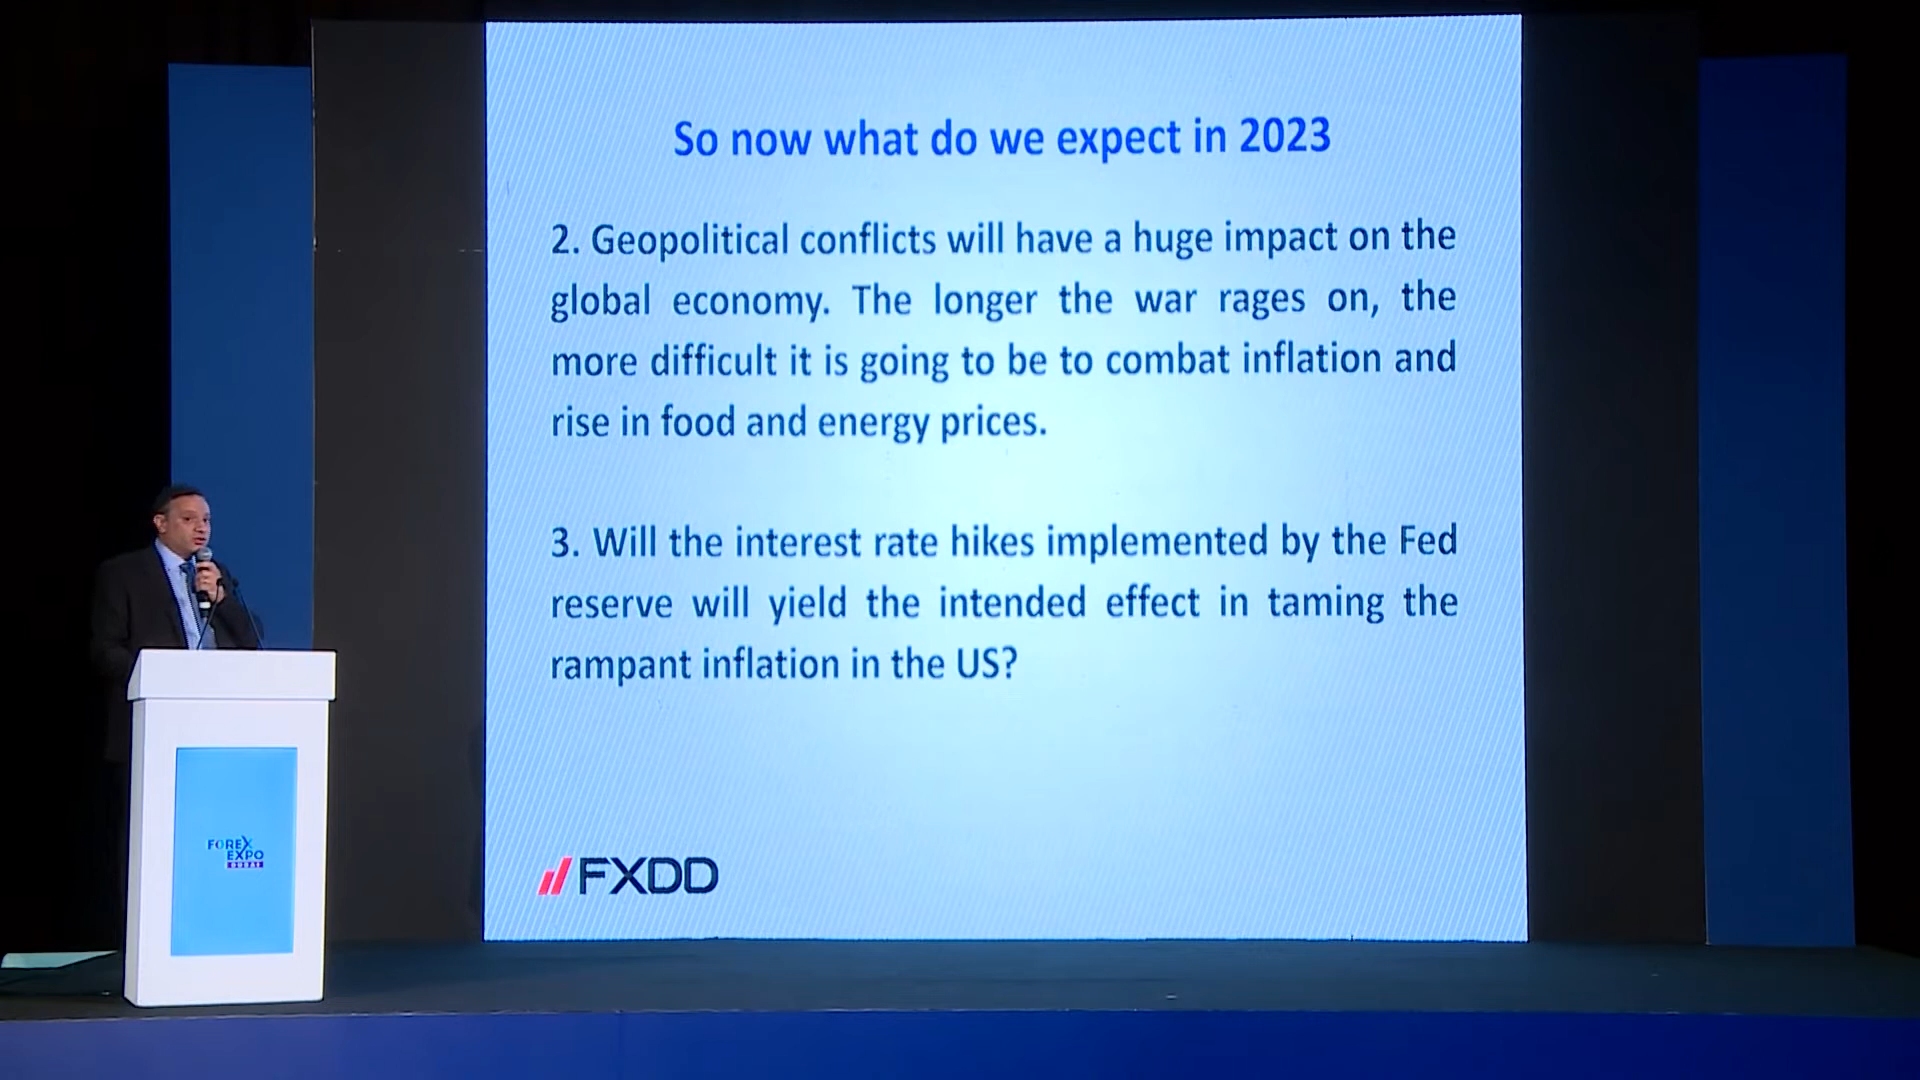 So now what do we expect in 2023
2. Geopolitical conflicts will have a huge impact on the
global economy. The longer the war rages on, the
more difficult it is going to be to combat inflation and
rise in food and energy prices.
3. Will the interest rate hikes implemented by the Fed
reserve will yield the intended effect in taming the
rampant inflation in the US?
FXDD
FOREX
EXPO
DUBAI